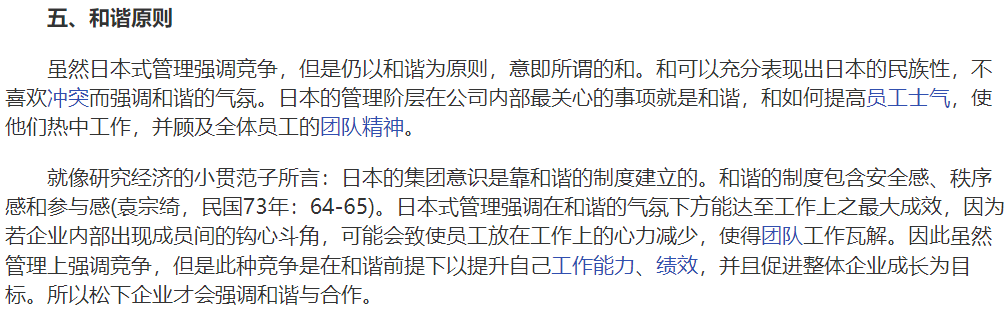 五、和谐原则
虽然日本式管理强调竞争，但是仍以和谐为原则，意即所谓的和。和可以充分表现出日本的民族性，不
喜欢冲突而强调和谐的气氛。日本的管理阶层在公司内部最关心的事项就是和谐，和如何提高员工士气，使
他们热中工作，并顾及全体员工的团队精神。
就像研究经济的小贯范子所言：日本的集团意识是靠和谐的制度建立的。和谐的制度包含安全感、秩序
感和参与感(袁宗绮，民国73年：64-65)。日本式管理强调在和谐的气氛下方能达至工作上之最大成效，因为
若企业内部出现成员间的钩心斗角，可能会致使员工放在工作上的心力减少，使得团队工作瓦解。因此虽然
管理上强调竞争，但是此种竞争是在和谐前提下以提升自己工作能力、绩效，并且促进整体企业成长为目
标。所以松下企业才会强调和谐与合作。